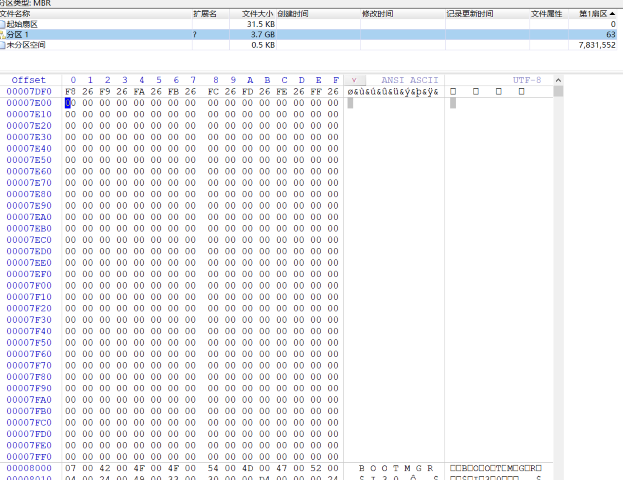 分区类型: MBR
文件名称 扩展名 文件大小 创建时间 修改时间 记录更新时间 文件属性 第1扇区
起始扇区 31.5 KB 0
分区 1 ? 3.7 GB 63
未分区空间 0.5 KB 7,831,552
Offset 0 1 2 3 4 5 6 7 8 9 A B C D E F ANSI ASCII UTF-8
00007DF0 F8 26 F9 26 FA 26 FB 26 FC 26 FD 26 FE 26 FF 26 ø&ù&ú&û&ü&ý&þ&ÿ&
00007E00 00 00 00 00 00 00 00 00 00 00 00 00 00 00 00 00
00007E10 00 00 00 00 00 00 00 00 00 00 00 00 00 00 00 00
00007E20 00 00 00 00 00 00 00 00 00 00 00 00 00 00 00 00
00007E30 00 00 00 00 00 00 00 00 00 00 00 00 00 00 00 00
00007E40 00 00 00 00 00 00 00 00 00 00 00 00 00 00 00 00
00007E50 00 00 00 00 00 00 00 00 00 00 00 00 00 00 00 00
00007E60 00 00 00 00 00 00 00 00 00 00 00 00 00 00 00 00
00007E70 00 00 00 00 00 00 00 00 00 00 00 00 00 00 00 00
00007E80 00 00 00 00 00 00 00 00 00 00 00 00 00 00 00 00
00007E90 00 00 00 00 00 00 00 00 00 00 00 00 00 00 00 00
00007EA0 00 00 00 00 00 00 00 00 00 00 00 00 00 00 00 00
00007EB0 00 00 00 00 00 00 00 00 00 00 00 00 00 00 00 00
00007EC0 00 00 00 00 00 00 00 00 00 00 00 00 00 00 00 00
00007ED0 00 00 00 00 00 00 00 00 00 00 00 00 00 00 00 00
00007EE0 00 00 00 00 00 00 00 00 00 00 00 00 00 00 00 00
00007EF0 00 00 00 00 00 00 00 00 00 00 00 00 00 00 00 00
00007F00 00 00 00 00 00 00 00 00 00 00 00 00 00 00 00 00
00007F10 00 00 00 00 00 00 00 00 00 00 00 00 00 00 00 00
00007F20 00 00 00 00 00 00 00 00 00 00 00 00 00 00 00 00
00007F30 00 00 00 00 00 00 00 00 00 00 00 00 00 00 00 00
00007F40 00 00 00 00 00 00 00 00 00 00 00 00 00 00 00 00
00007F50 00 00 00 00 00 00 00 00 00 00 00 00 00 00 00 00
00007F60 00 00 00 00 00 00 00 00 00 00 00 00 00 00 00 00
00007F70 00 00 00 00 00 00 00 00 00 00 00 00 00 00 00 00
00007F80 00 00 00 00 00 00 00 00 00 00 00 00 00 00 00 00
00007F90 00 00 00 00 00 00 00 00 00 00 00 00 00 00 00 00
00007FA0 00 00 00 00 00 00 00 00 00 00 00 00 00 00 00 00
00007FB0 00 00 00 00 00 00 00 00 00 00 00 00 00 00 00 00
00007FC0 00 00 00 00 00 00 00 00 00 00 00 00 00 00 00 00
00007FD0 00 00 00 00 00 00 00 00 00 00 00 00 00 00 00 00
00007FE0 00 00 00 00 00 00 00 00 00 00 00 00 00 00 00 00
00007FF0 00 00 00 00 00 00 00 00 00 00 00 00 00 00 00 00
00008000 07 00 42 00 4F 00 4F 00 54 00 4D 00 47 00 52 00 B O O T M G R B O O T M G R
00008010